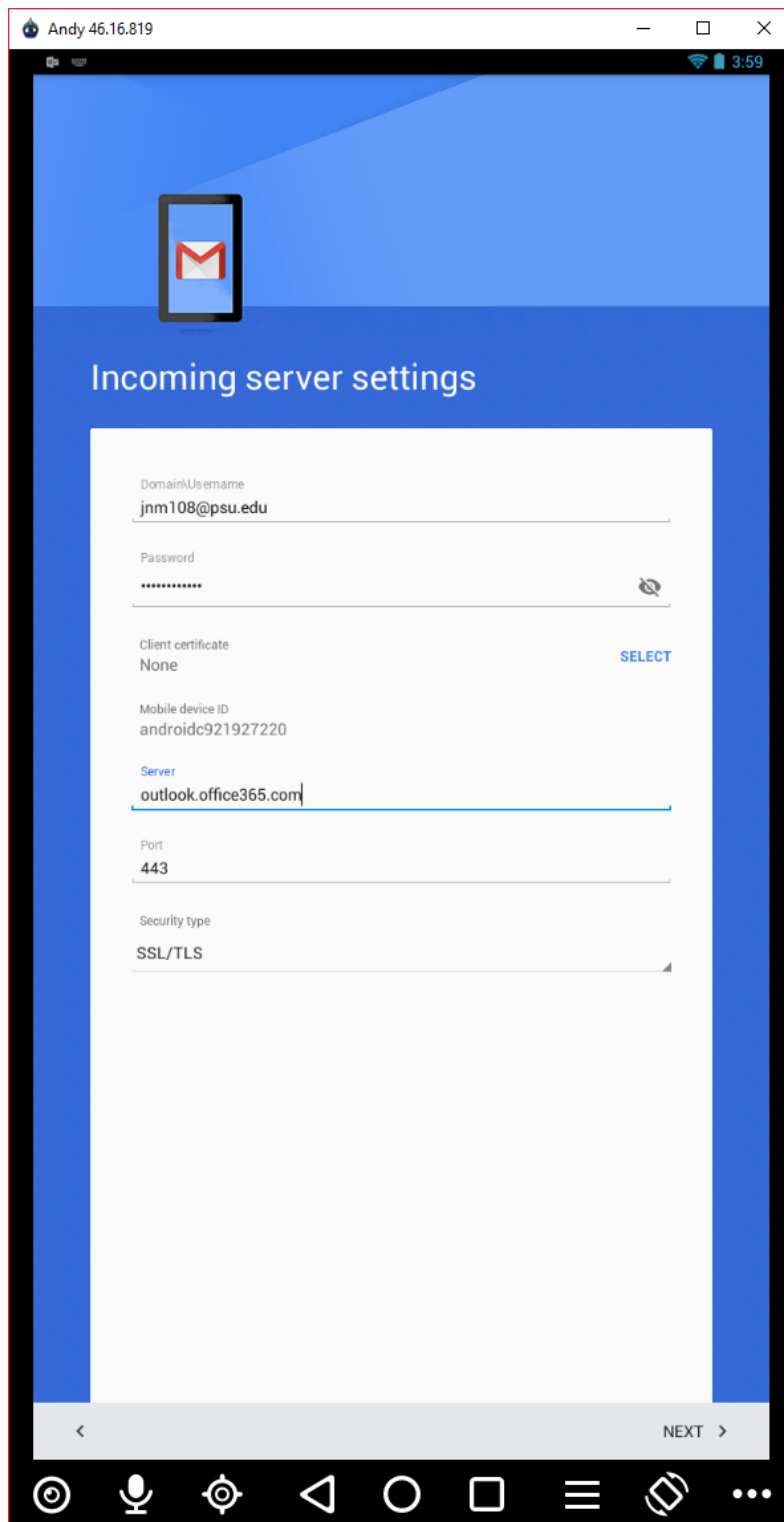 Andy 46.16.819
3:59
Incoming server settings
Domain\Username
jnm108@psu.edu
Password
••••••••••••
Client certificate
None
SELECT
Mobile device ID
androidc921927220
Server
outlook.office365.com
Port
443
Security type
SSL/TLS
NEXT